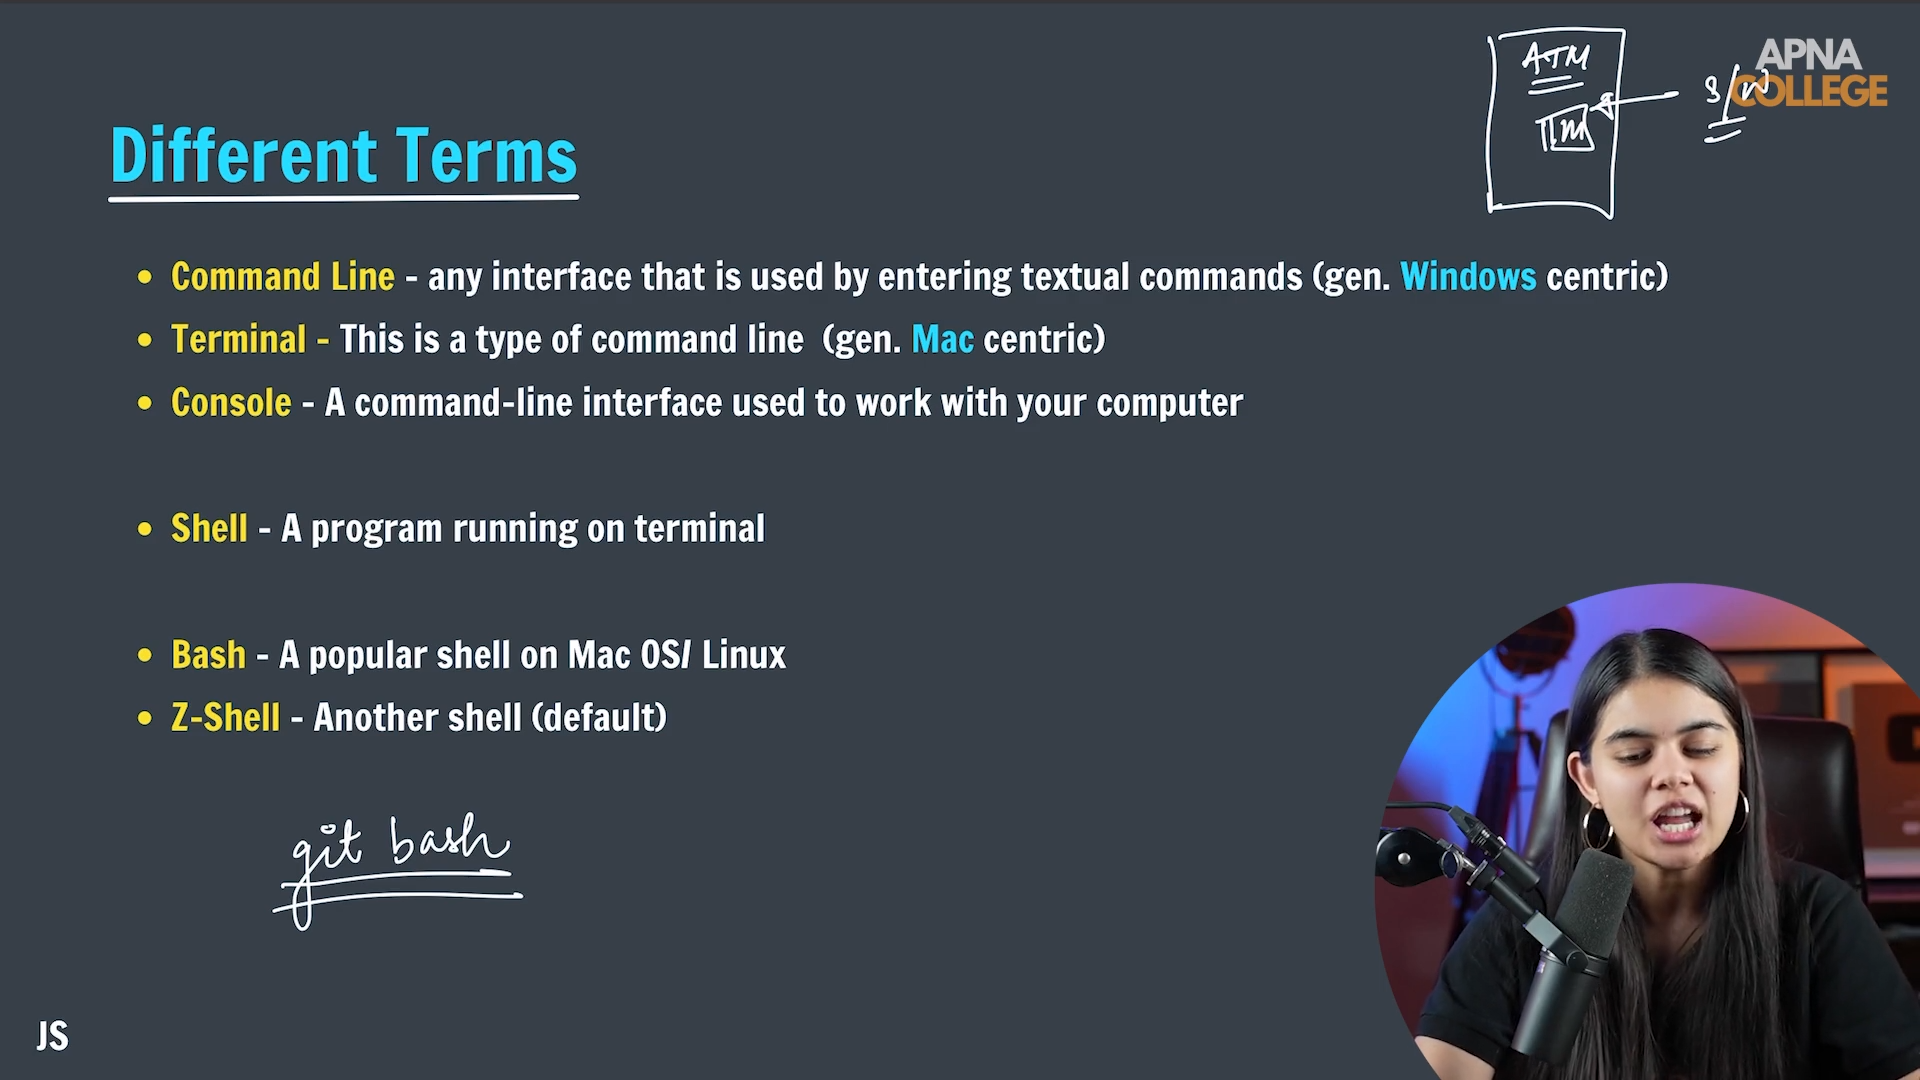 ATM
S/W
APNA
COLLEGE
Different Terms
• Command Line - any interface that is used by entering textual commands (gen. Windows centric)
• Terminal - This is a type of command line (gen. Mac centric)
• Console - A command-line interface used to work with your computer
• Shell - A program running on terminal
• Bash - A popular shell on Mac OS/ Linux
• Z-Shell - Another shell (default)
git bash
JS